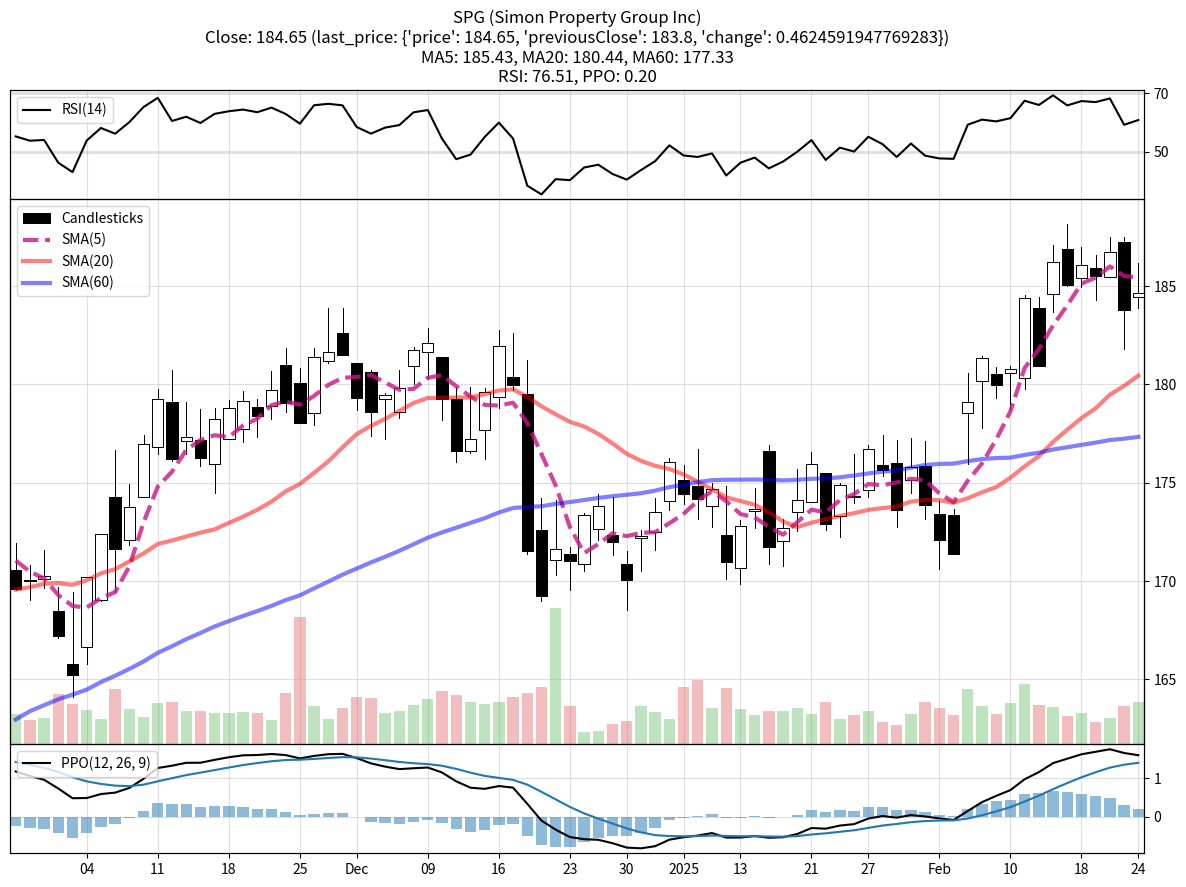 SPG (Simon Property Group Inc)
Close: 184.65 (last_price: {'price': 184.65, 'previousClose': 183.8, 'change': 0.4624591947769283})
MA5: 185.43, MA20: 180.44, MA60: 177.33
RSI: 76.51, PPO: 0.20
RSI(14)
70
50
Candlesticks
SMA(5)
SMA(20)
SMA(60)
185
180
175
170
165
PPO(12, 26, 9)
1
0
04 11 18 25 Dec 09 16 23 30 2025 13 21 27 Feb 10 18 24